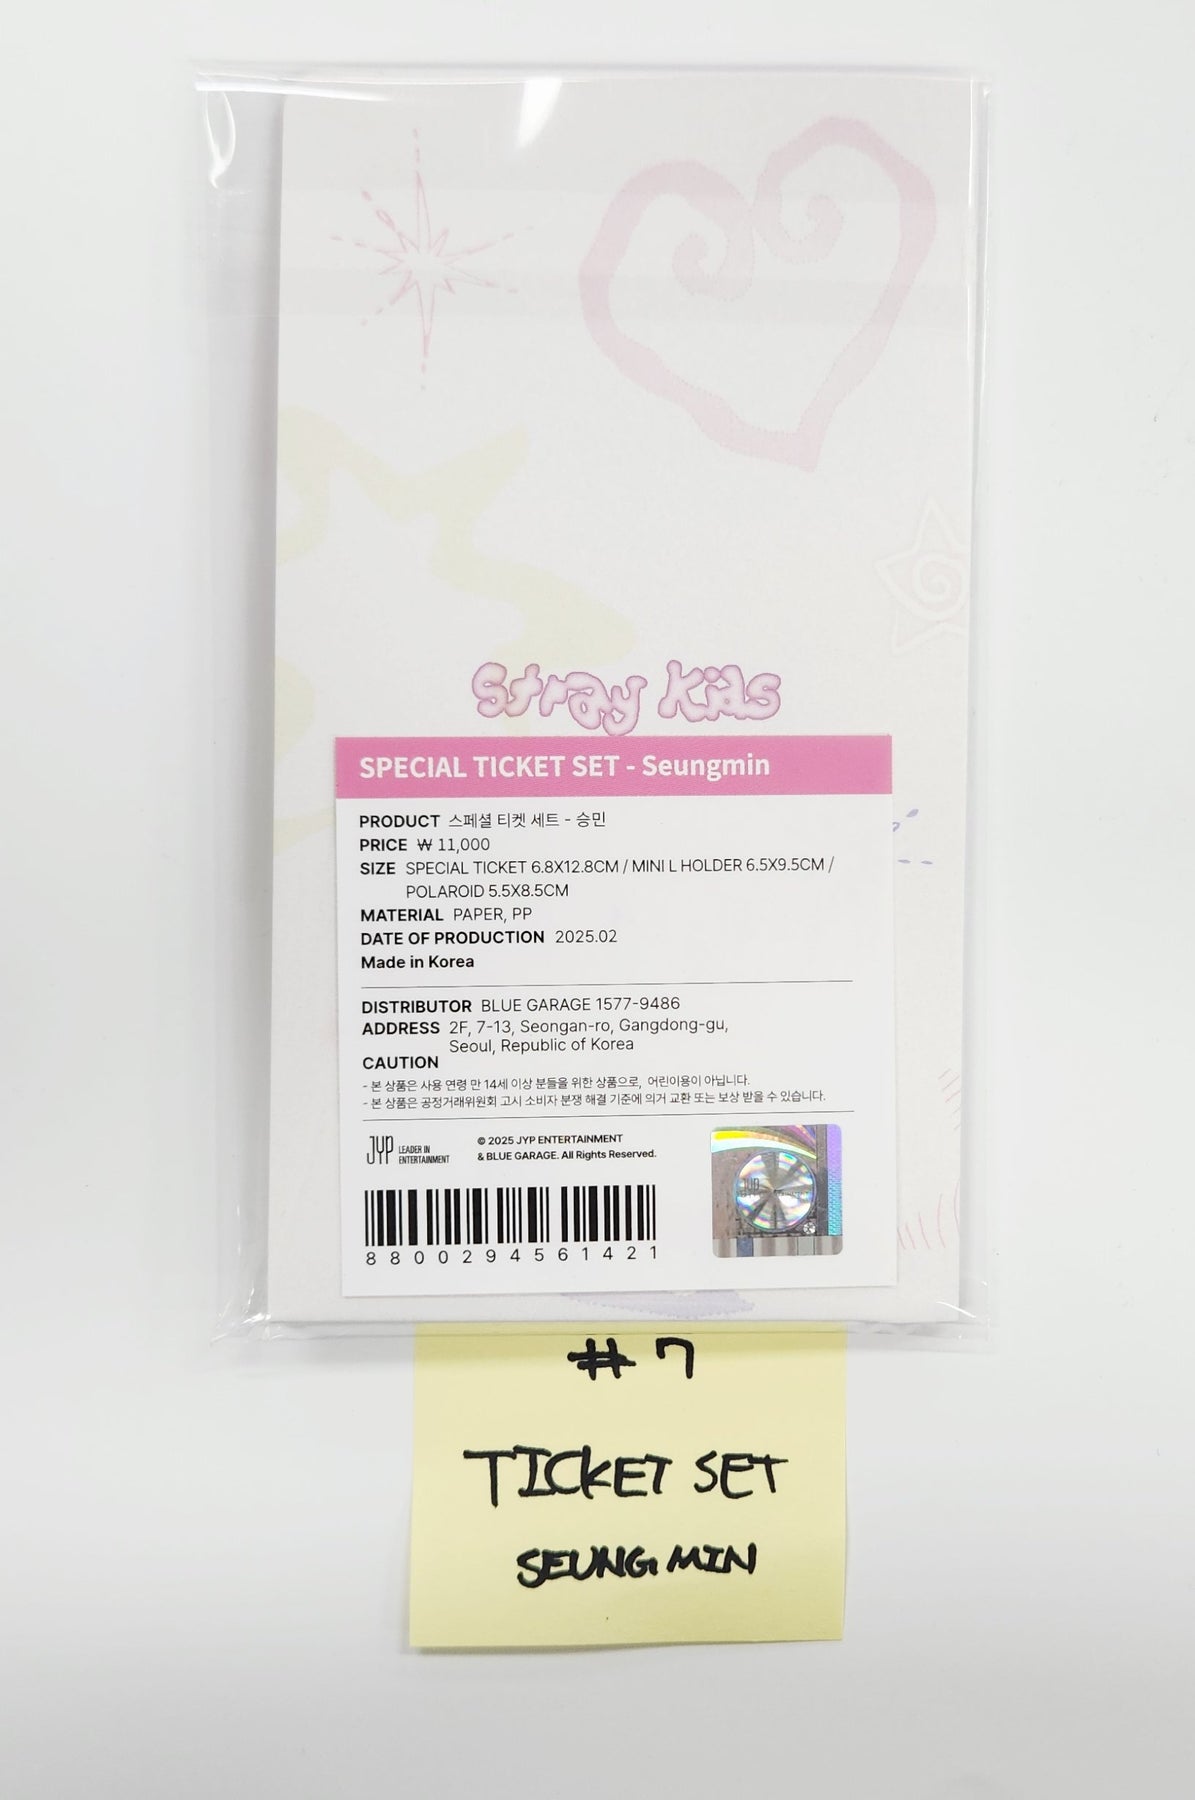 Stray Kids
SPECIAL TICKET SET - Seungmin
PRODUCT 스페셜 티켓 세트 - 승민
PRICE ₩ 11,000
SIZE SPECIAL TICKET 6.8X12.8CM / MINI L HOLDER 6.5X9.5CM /
POLAROID 5.5X8.5CM
MATERIAL PAPER, PP
DATE OF PRODUCTION 2025.02
Made in Korea
DISTRIBUTOR BLUE GARAGE 1577-9486
ADDRESS 2F, 7-13, Seongan-ro, Gangdong-gu,
Seoul, Republic of Korea
CAUTION
- 본 상품은 사용 연령 만 14세 이상 분들을 위한 상품으로, 어린이용이 아닙니다.
- 본 상품은 공정거래위원회 고시 소비자 분쟁 해결 기준에 의거 교환 또는 보상 받을 수 있습니다.
JYP LEADER IN
ENTERTAINMENT
© 2025 JYP ENTERTAINMENT
& BLUE GARAGE. All Rights Reserved.
8800294561421
#7
TICKET SET
SEUNGMIN